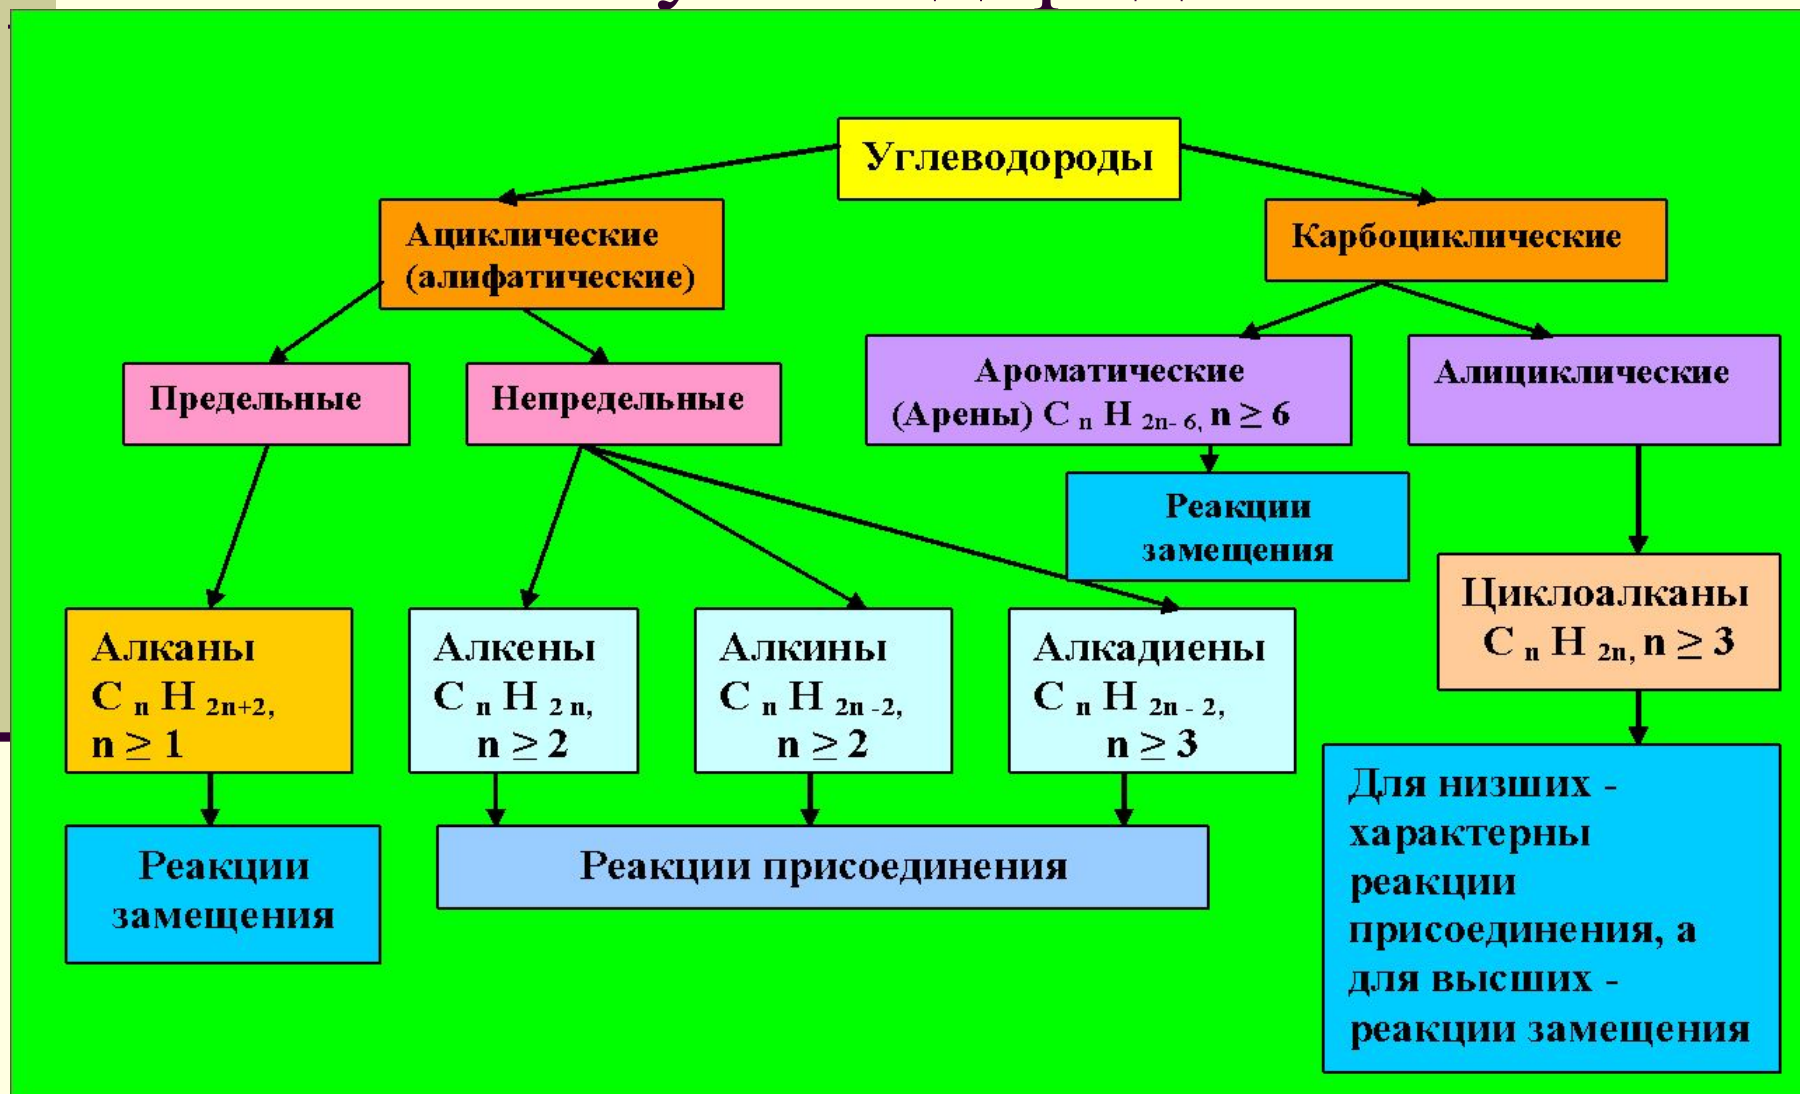 Углеводороды
Ациклические
(алифатические)
Карбоциклические
Предельные
Непредельные
Ароматические
(Арены) C n H 2n- 6, n ≥ 6
Алициклические
Реакции
замещения
Циклоалканы
C n H 2n, n ≥ 3
Алканы
C n H 2n+2,
n ≥ 1
Алкены
C n H 2 n,
n ≥ 2
Алкины
C n H 2n -2,
n ≥ 2
Алкадиены
C n H 2n - 2,
n ≥ 3
Реакции
замещения
Реакции присоединения
Для низших -
характерны
реакции
присоединения, а
для высших -
реакции замещения